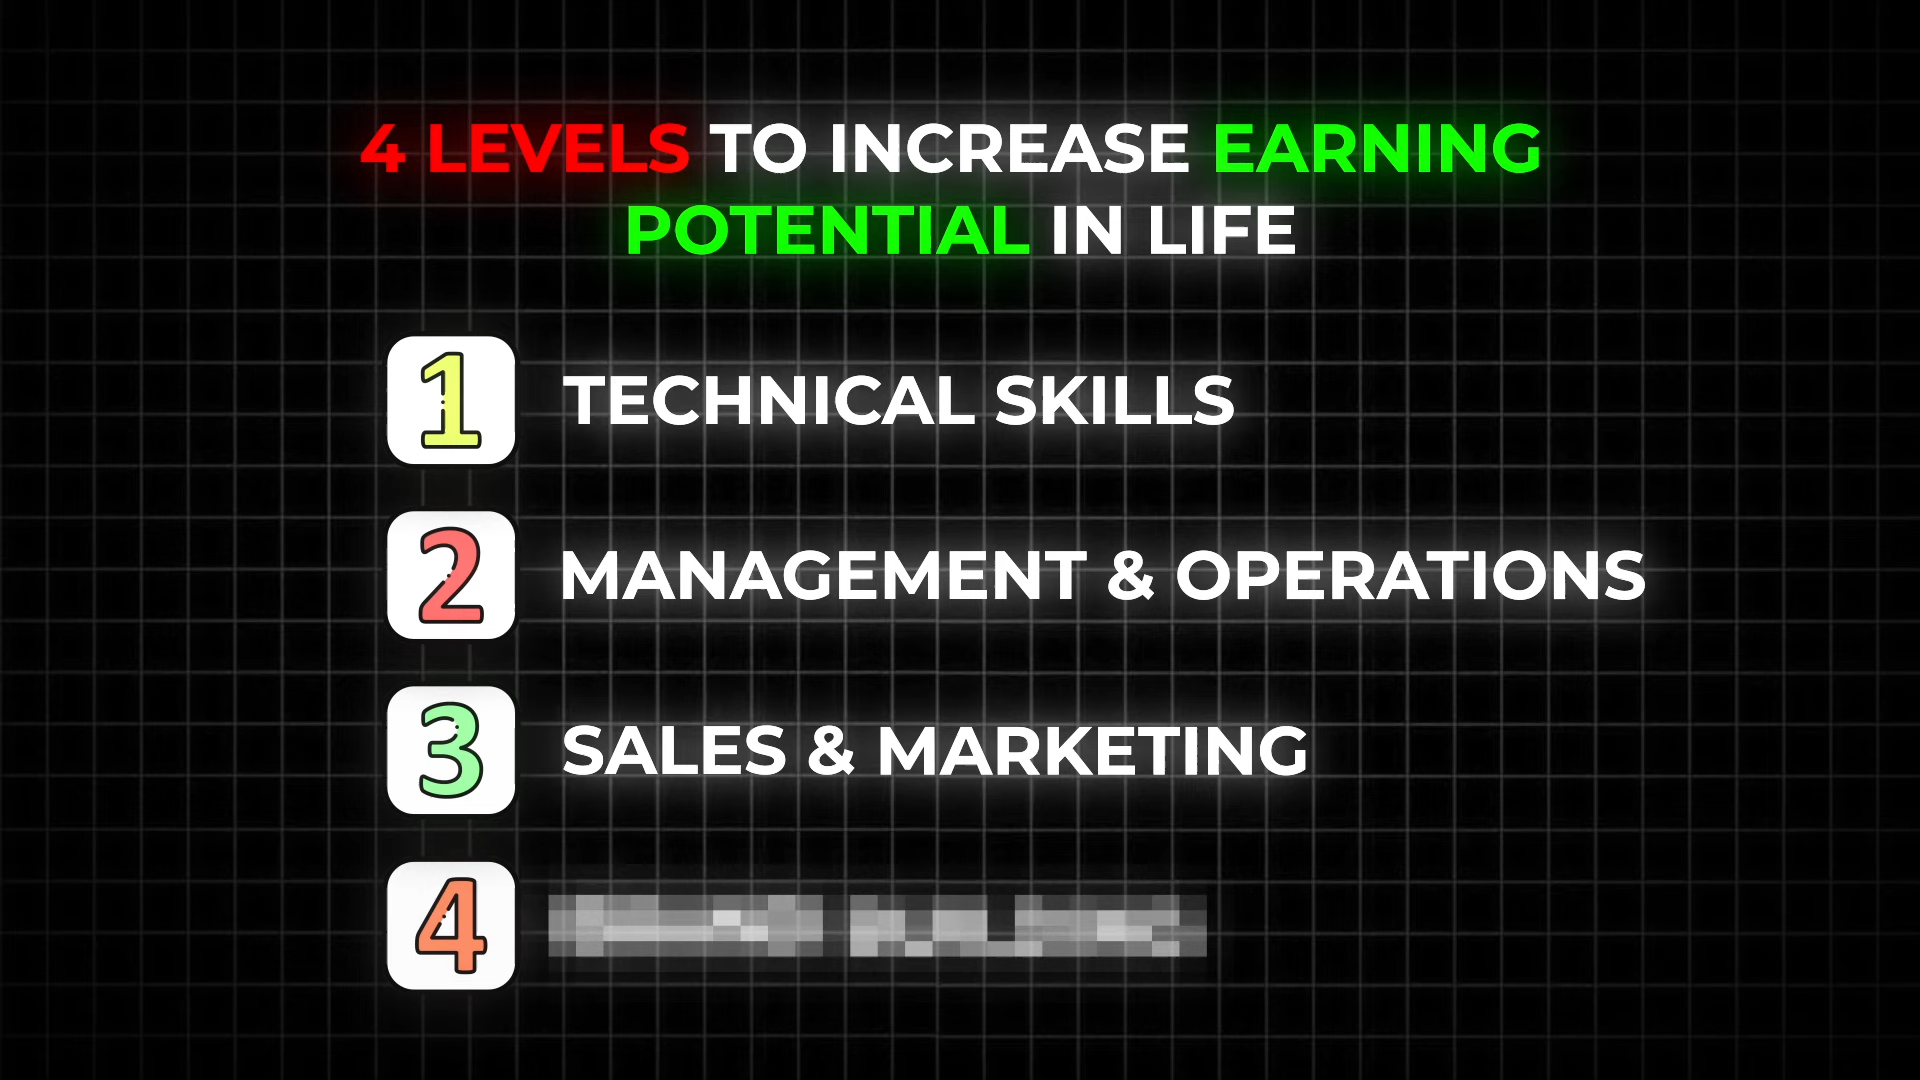 4 LEVELS TO INCREASE EARNING
POTENTIAL IN LIFE
1 TECHNICAL SKILLS
2 MANAGEMENT & OPERATIONS
3 SALES & MARKETING
4